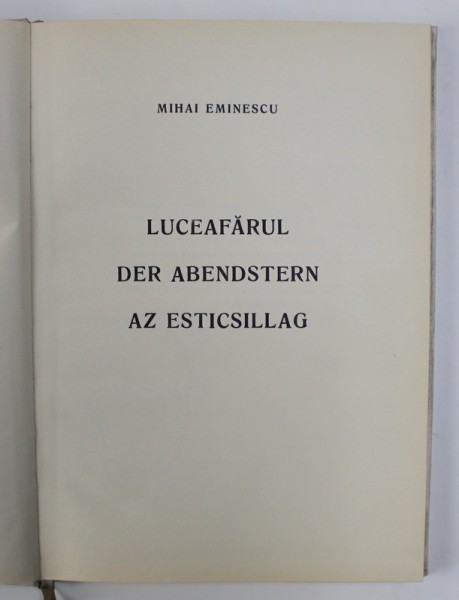 MIHAI EMINESCU
LUCEAFĂRUL
DER ABENDSTERN
AZ ESTICSILLAG